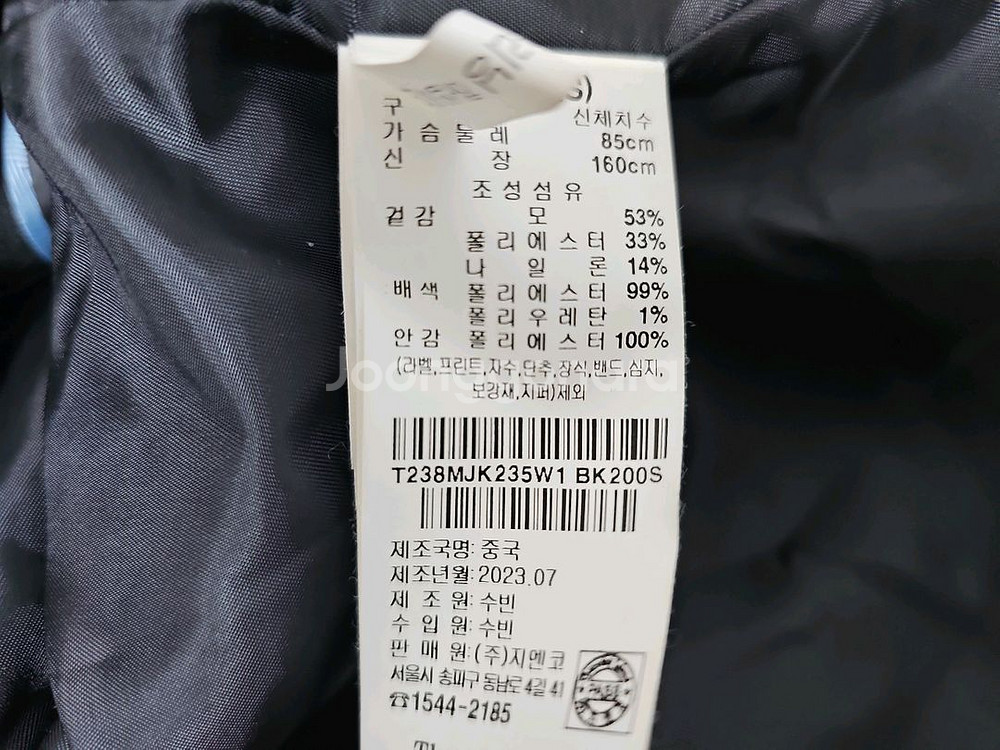 S)
구 신체치수
가슴둘레 85cm
신장 160cm
조성섬유
겉감 모 53%
폴리에스터 33%
나일론 14%
배색 폴리에스터 99%
폴리우레탄 1%
안감 폴리에스터 100%
(라벨,프린트,자수,단추,장식,밴드,심지,
보강재,지퍼)제외
T238MJK235W1 BK200S
제조국명: 중국
제조년월: 2023.07
제 조 원: 수빈
수 입 원: 수빈
판 매 원: (주)지엔코
서울시 송파구 동남로 4길 41
☎1544-2185